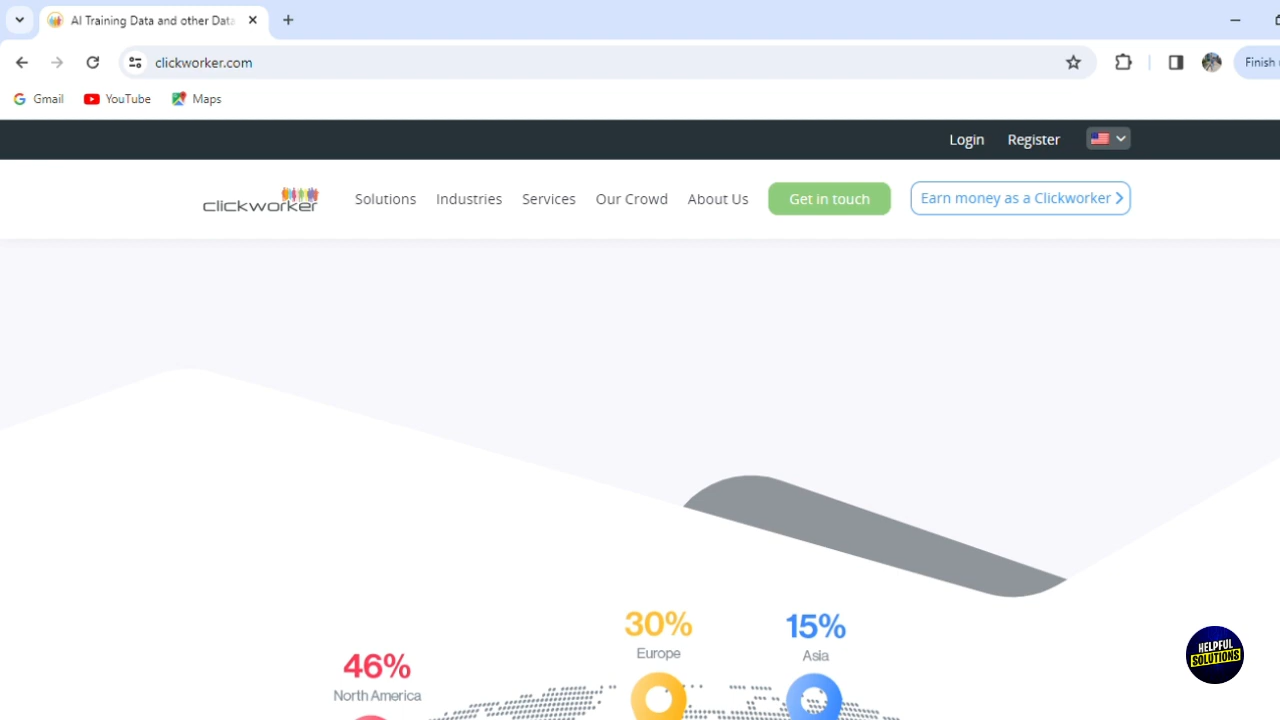 AI Training Data and other Data
clickworker.com
Finish
Gmail
YouTube
Maps
Login
Register
clickworker
Solutions
Industries
Services
Our Crowd
About Us
Get in touch
Earn money as a Clickworker
30%
Europe
15%
Asia
46%
North America
HELPFUL
SOLUTIONS